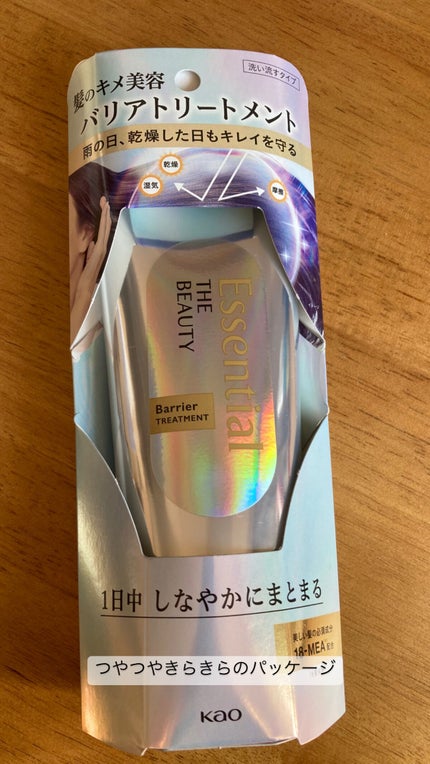 洗い流すタイプ
髪のキメ美容
バリアトリートメント
雨の日、乾燥した日もキレイを守る
乾燥
湿気
摩擦
Essential
THE
BEAUTY
Barrier
TREATMENT
1日中 しなやかにまとまる
美しい髪の必須成分
18-MEA 配合
つやつやきらきらのパッケージ
Kao